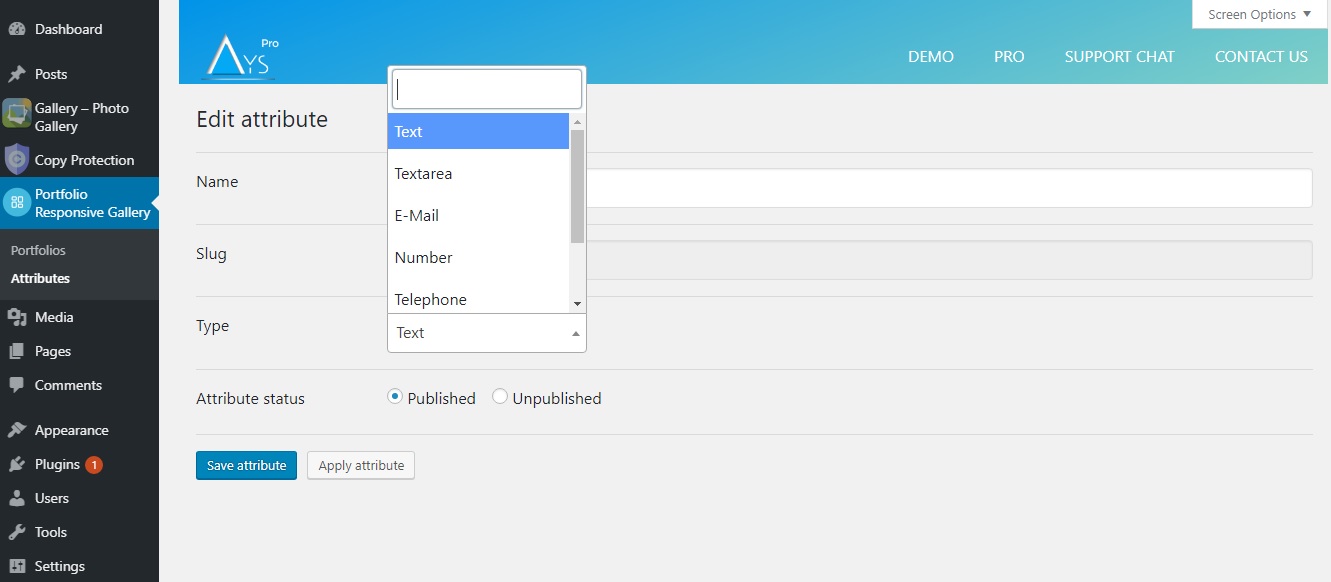 Dashboard
Posts
Gallery – Photo
Gallery
Copy Protection
Portfolio
Responsive Gallery
Portfolios
Attributes
Media
Pages
Comments
Appearance
Plugins 1
Users
Tools
Settings
Screen Options
AYS Pro
DEMO PRO SUPPORT CHAT CONTACT US
Edit attribute
Name
Slug
Type
Text
Textarea
E-Mail
Number
Telephone
Text
Attribute status
Published Unpublished
Save attribute Apply attribute